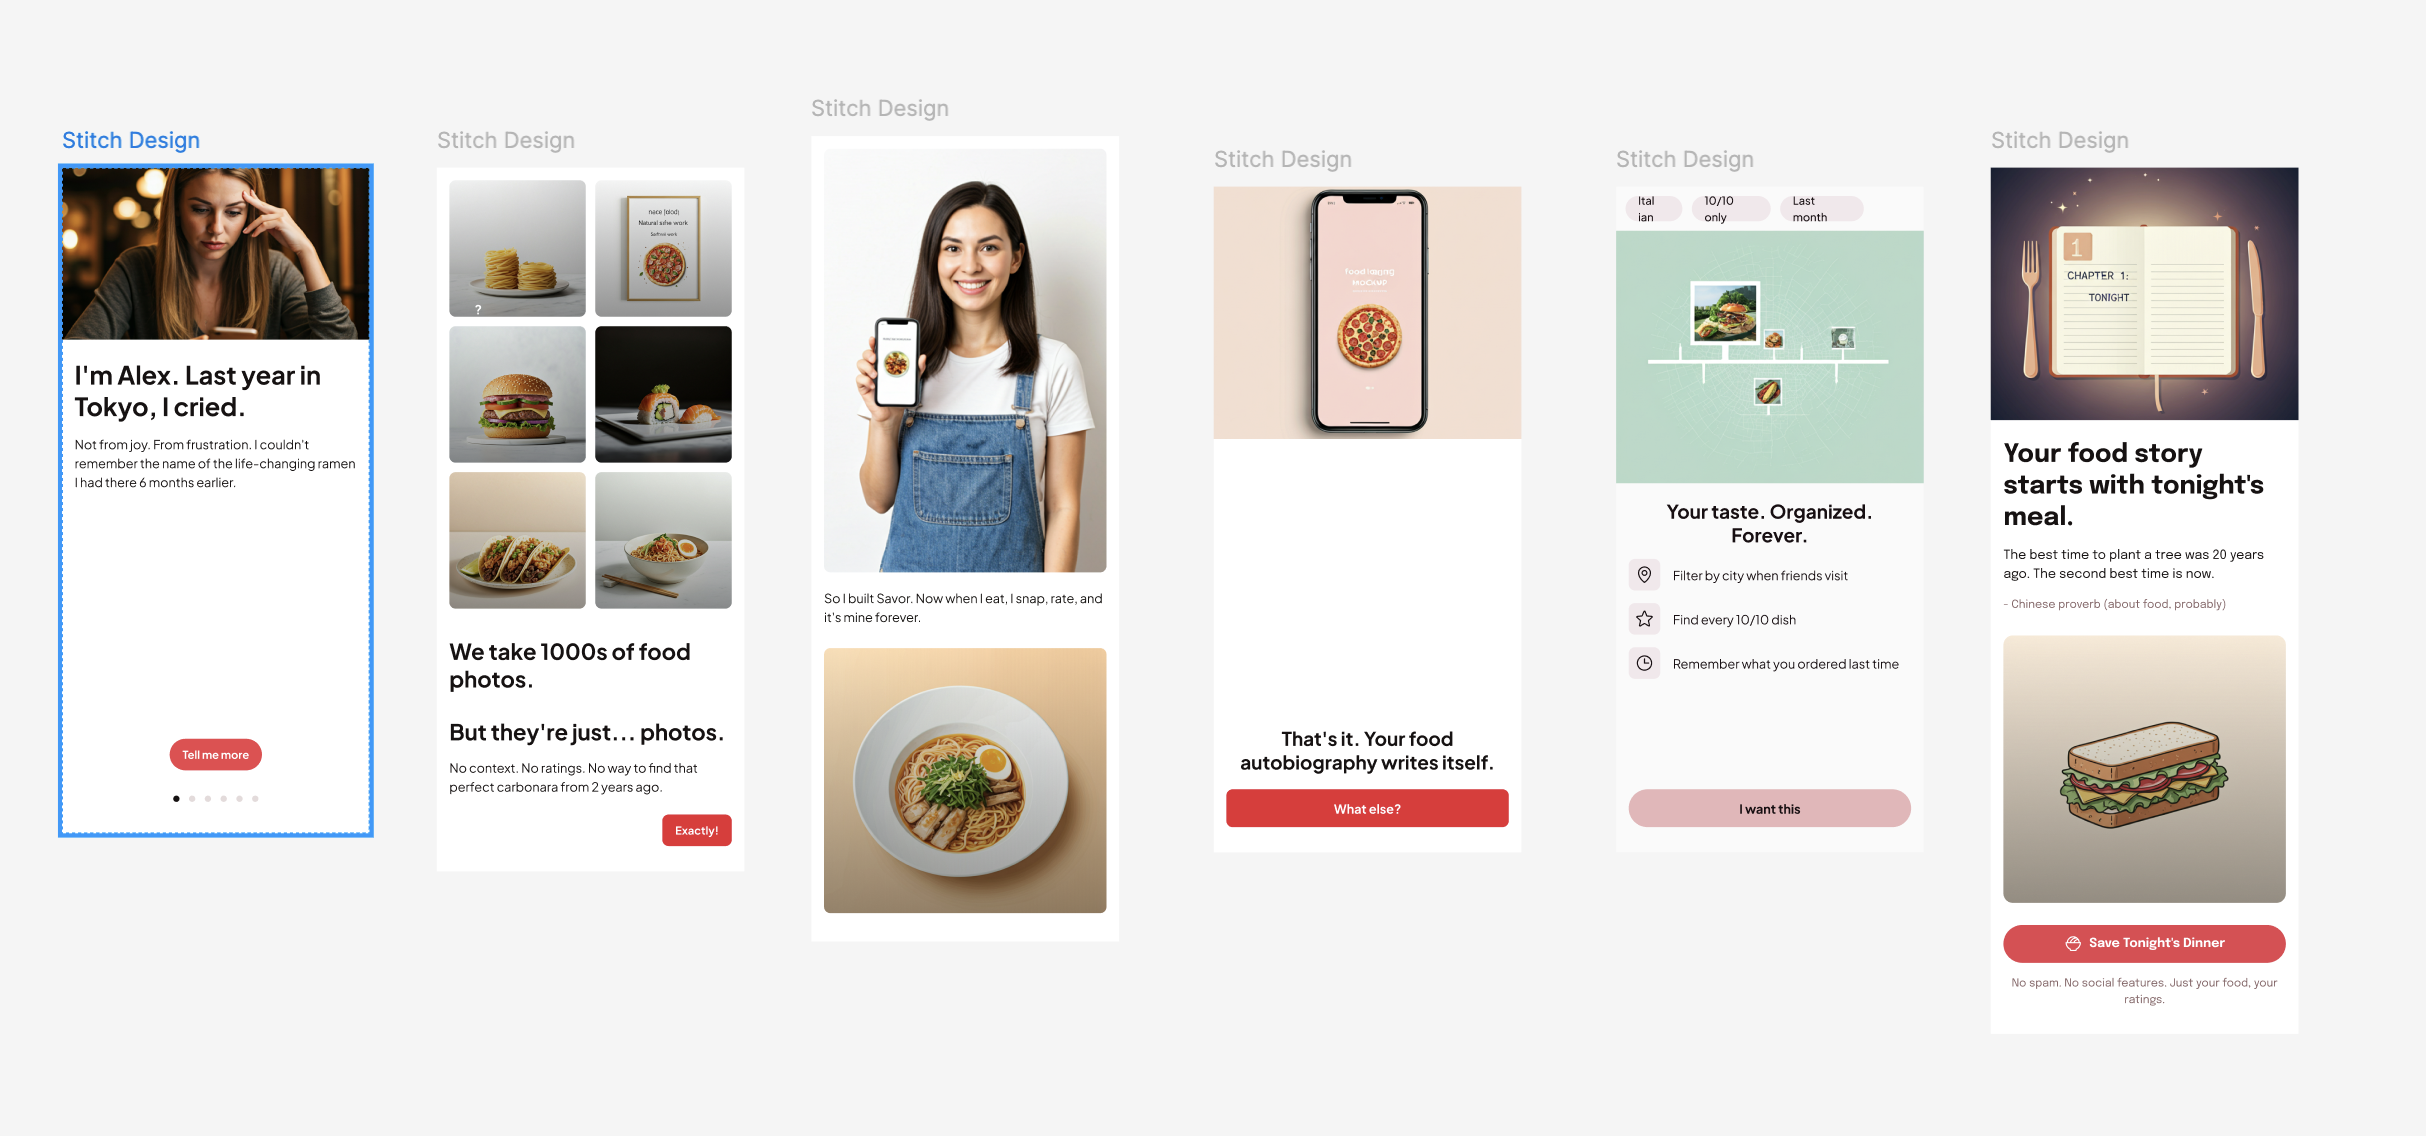 Stitch Design
I'm Alex. Last year in
Tokyo, I cried.
Not from joy. From frustration. I couldn't
remember the name of the life-changing ramen
I had there 6 months earlier.
Tell me more
Stitch Design
?
nace [olod]
Natural safie work
We take 1000s of food
photos.
But they're just... photos.
No context. No ratings. No way to find that
perfect carbonara from 2 years ago.
Exactly!
Stitch Design
So I built Savor. Now when I eat, I snap, rate, and
it's mine forever.
Stitch Design
MOCKUP
That's it. Your food
autobiography writes itself.
What else?
Stitch Design
Ital
ian
10/10
only
Last
month
Your taste. Organized.
Forever.
Filter by city when friends visit
Find every 10/10 dish
Remember what you ordered last time
I want this
Stitch Design
1
CHAPTER 1:
TONIGHT
Your food story
starts with tonight's
meal.
The best time to plant a tree was 20 years
ago. The second best time is now.
- Chinese proverb (about food, probably)
Save Tonight's Dinner
No spam. No social features. Just your food, your
ratings.